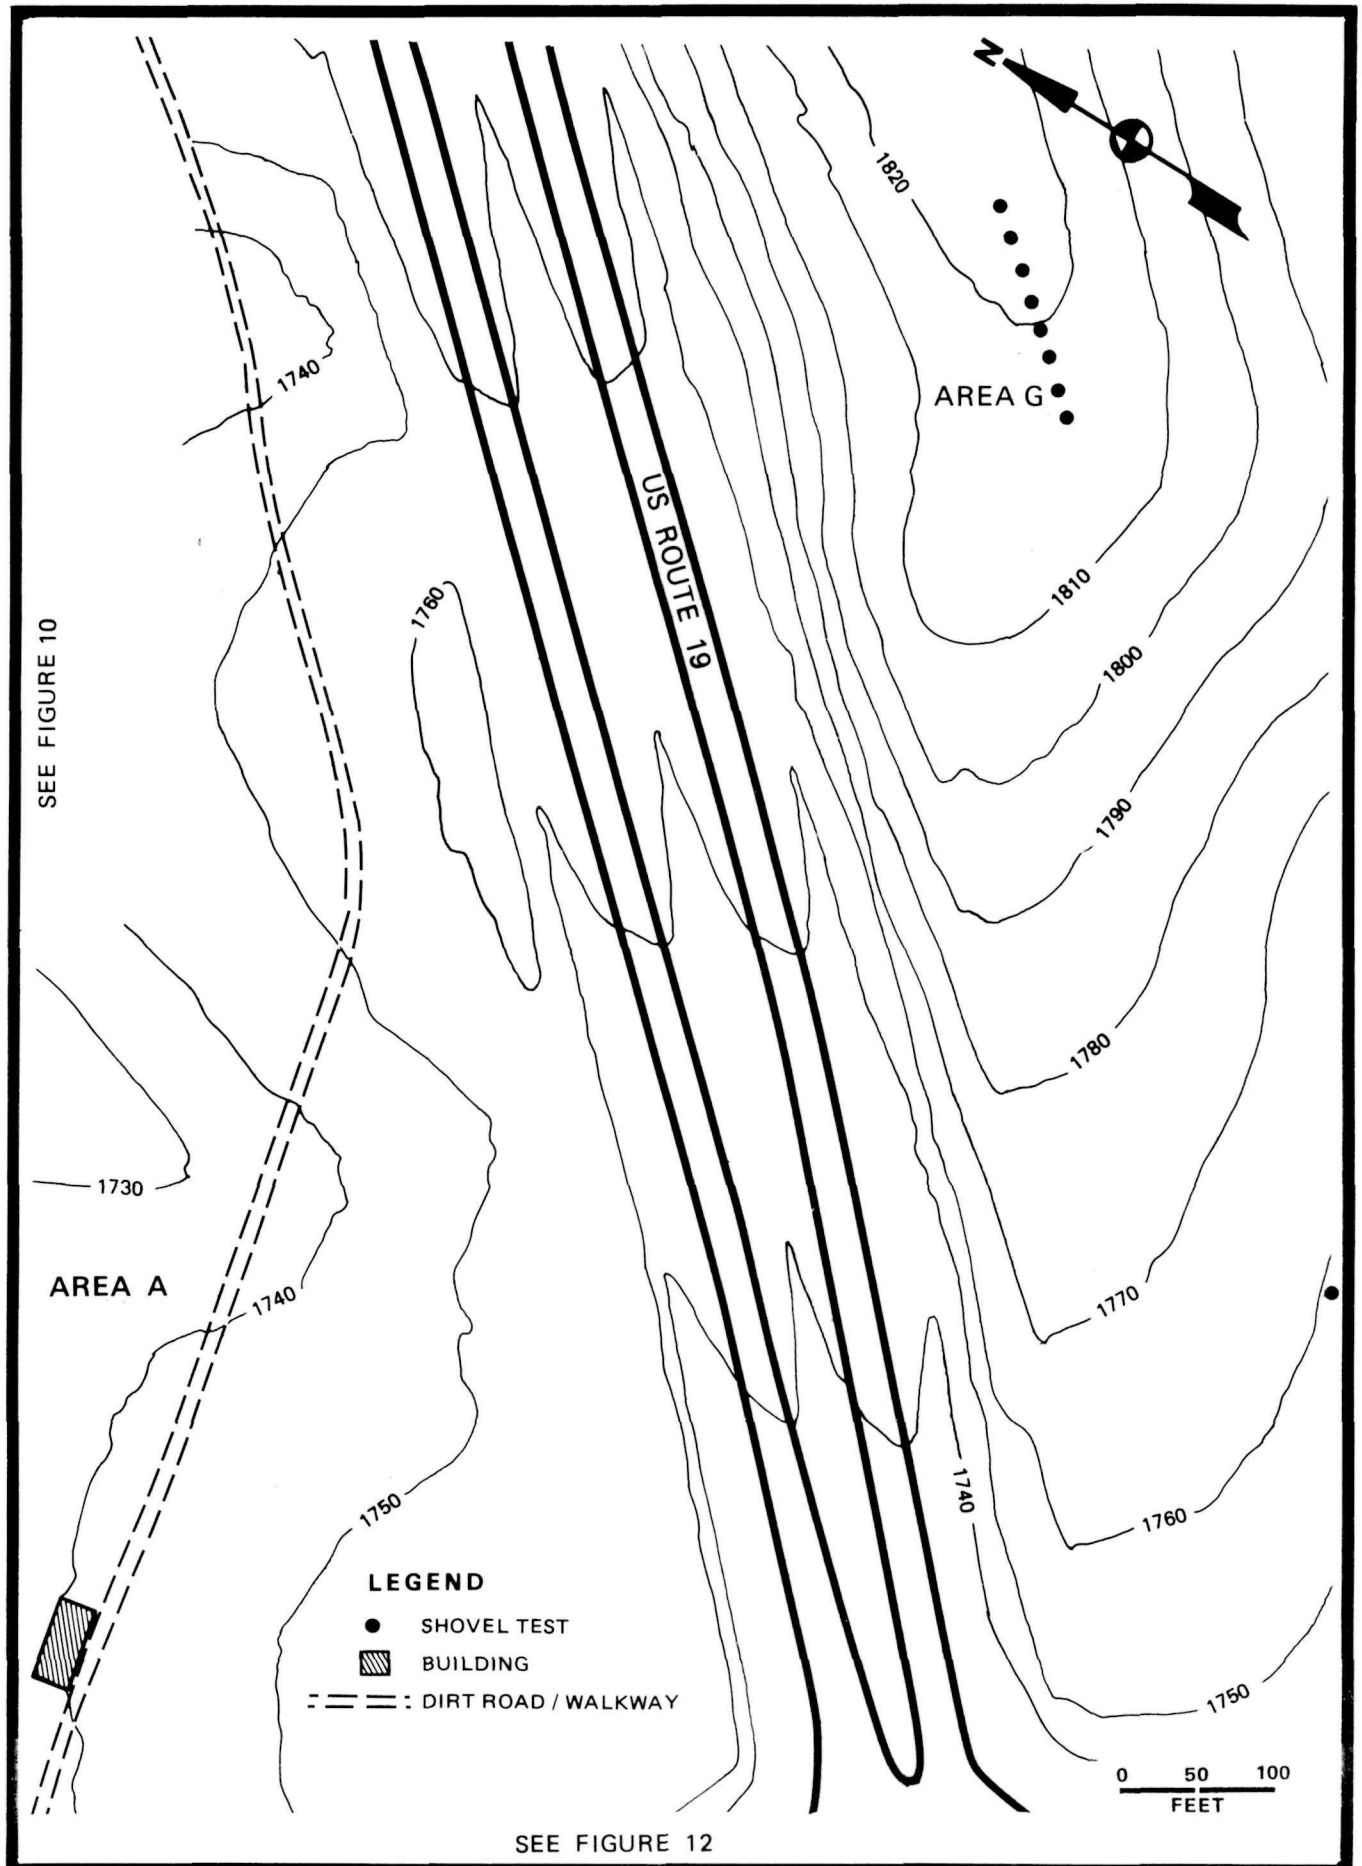 N
1820
1740
AREA G
US ROUTE 19
1760
1810
SEE FIGURE 10
1800
1790
1780
1730
AREA A
1740
1770
1740
1750
1760
LEGEND
SHOVEL TEST
BUILDING
DIRT ROAD / WALKWAY
1750
0 50 100
FEET
SEE FIGURE 12